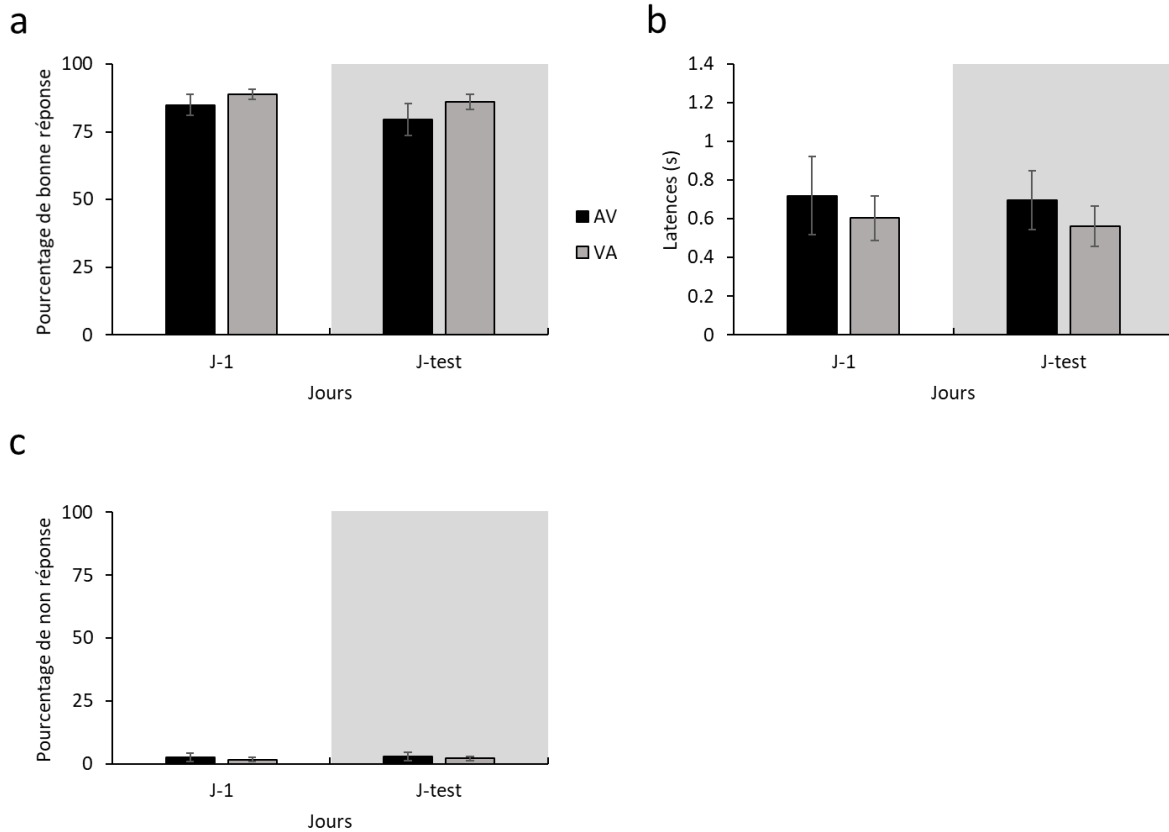 a
Pourcentage de bonne réponse
100
75
50
25
0
J-1
J-test
Jours
AV
VA
b
Latences (s)
1.4
1.2
1
0.8
0.6
0.4
0.2
0
J-1
J-test
Jours
c
Pourcentage de non réponse
100
75
50
25
0
J-1
J-test
Jours